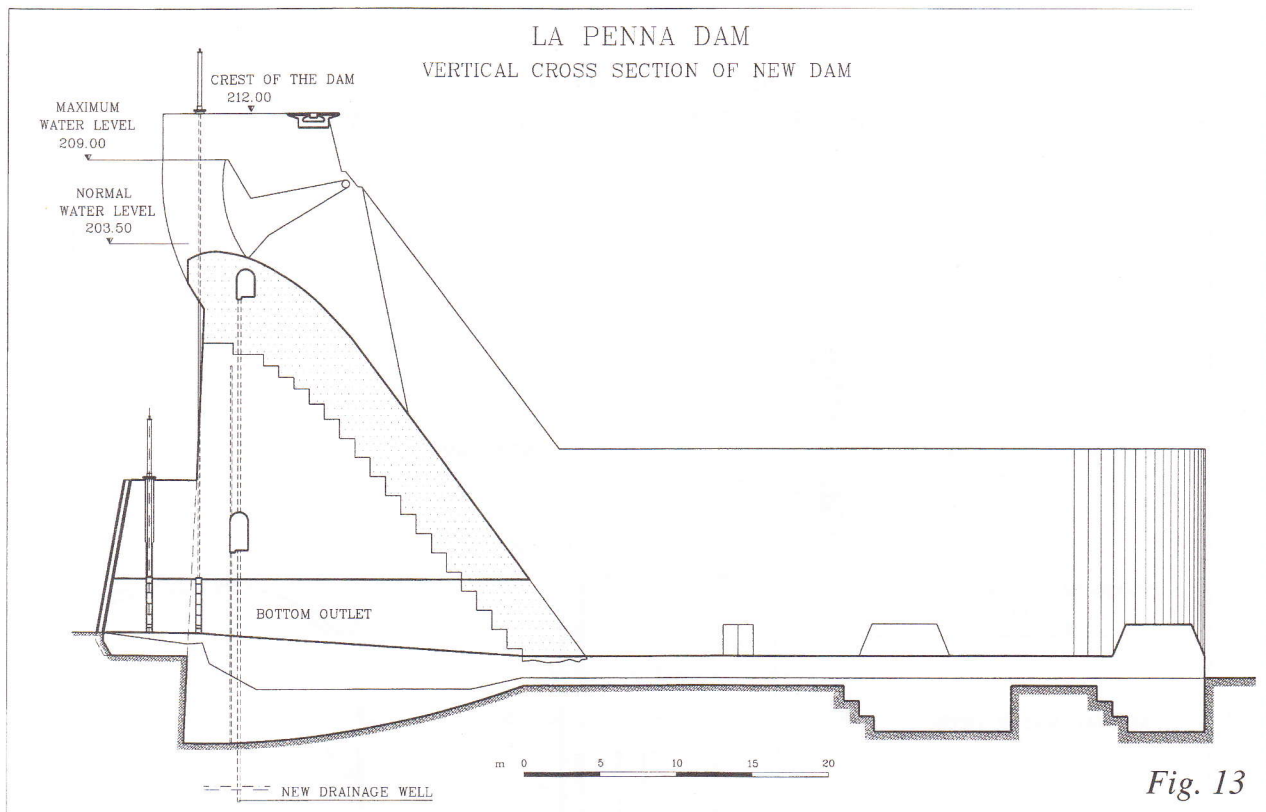 LA PENNA DAM
VERTICAL CROSS SECTION OF NEW DAM
CREST OF THE DAM
212.00
MAXIMUM
WATER LEVEL
209.00
NORMAL
WATER LEVEL
203.50
BOTTOM OUTLET
m 0 5 10 15 20
NEW DRAINAGE WELL
Fig. 13